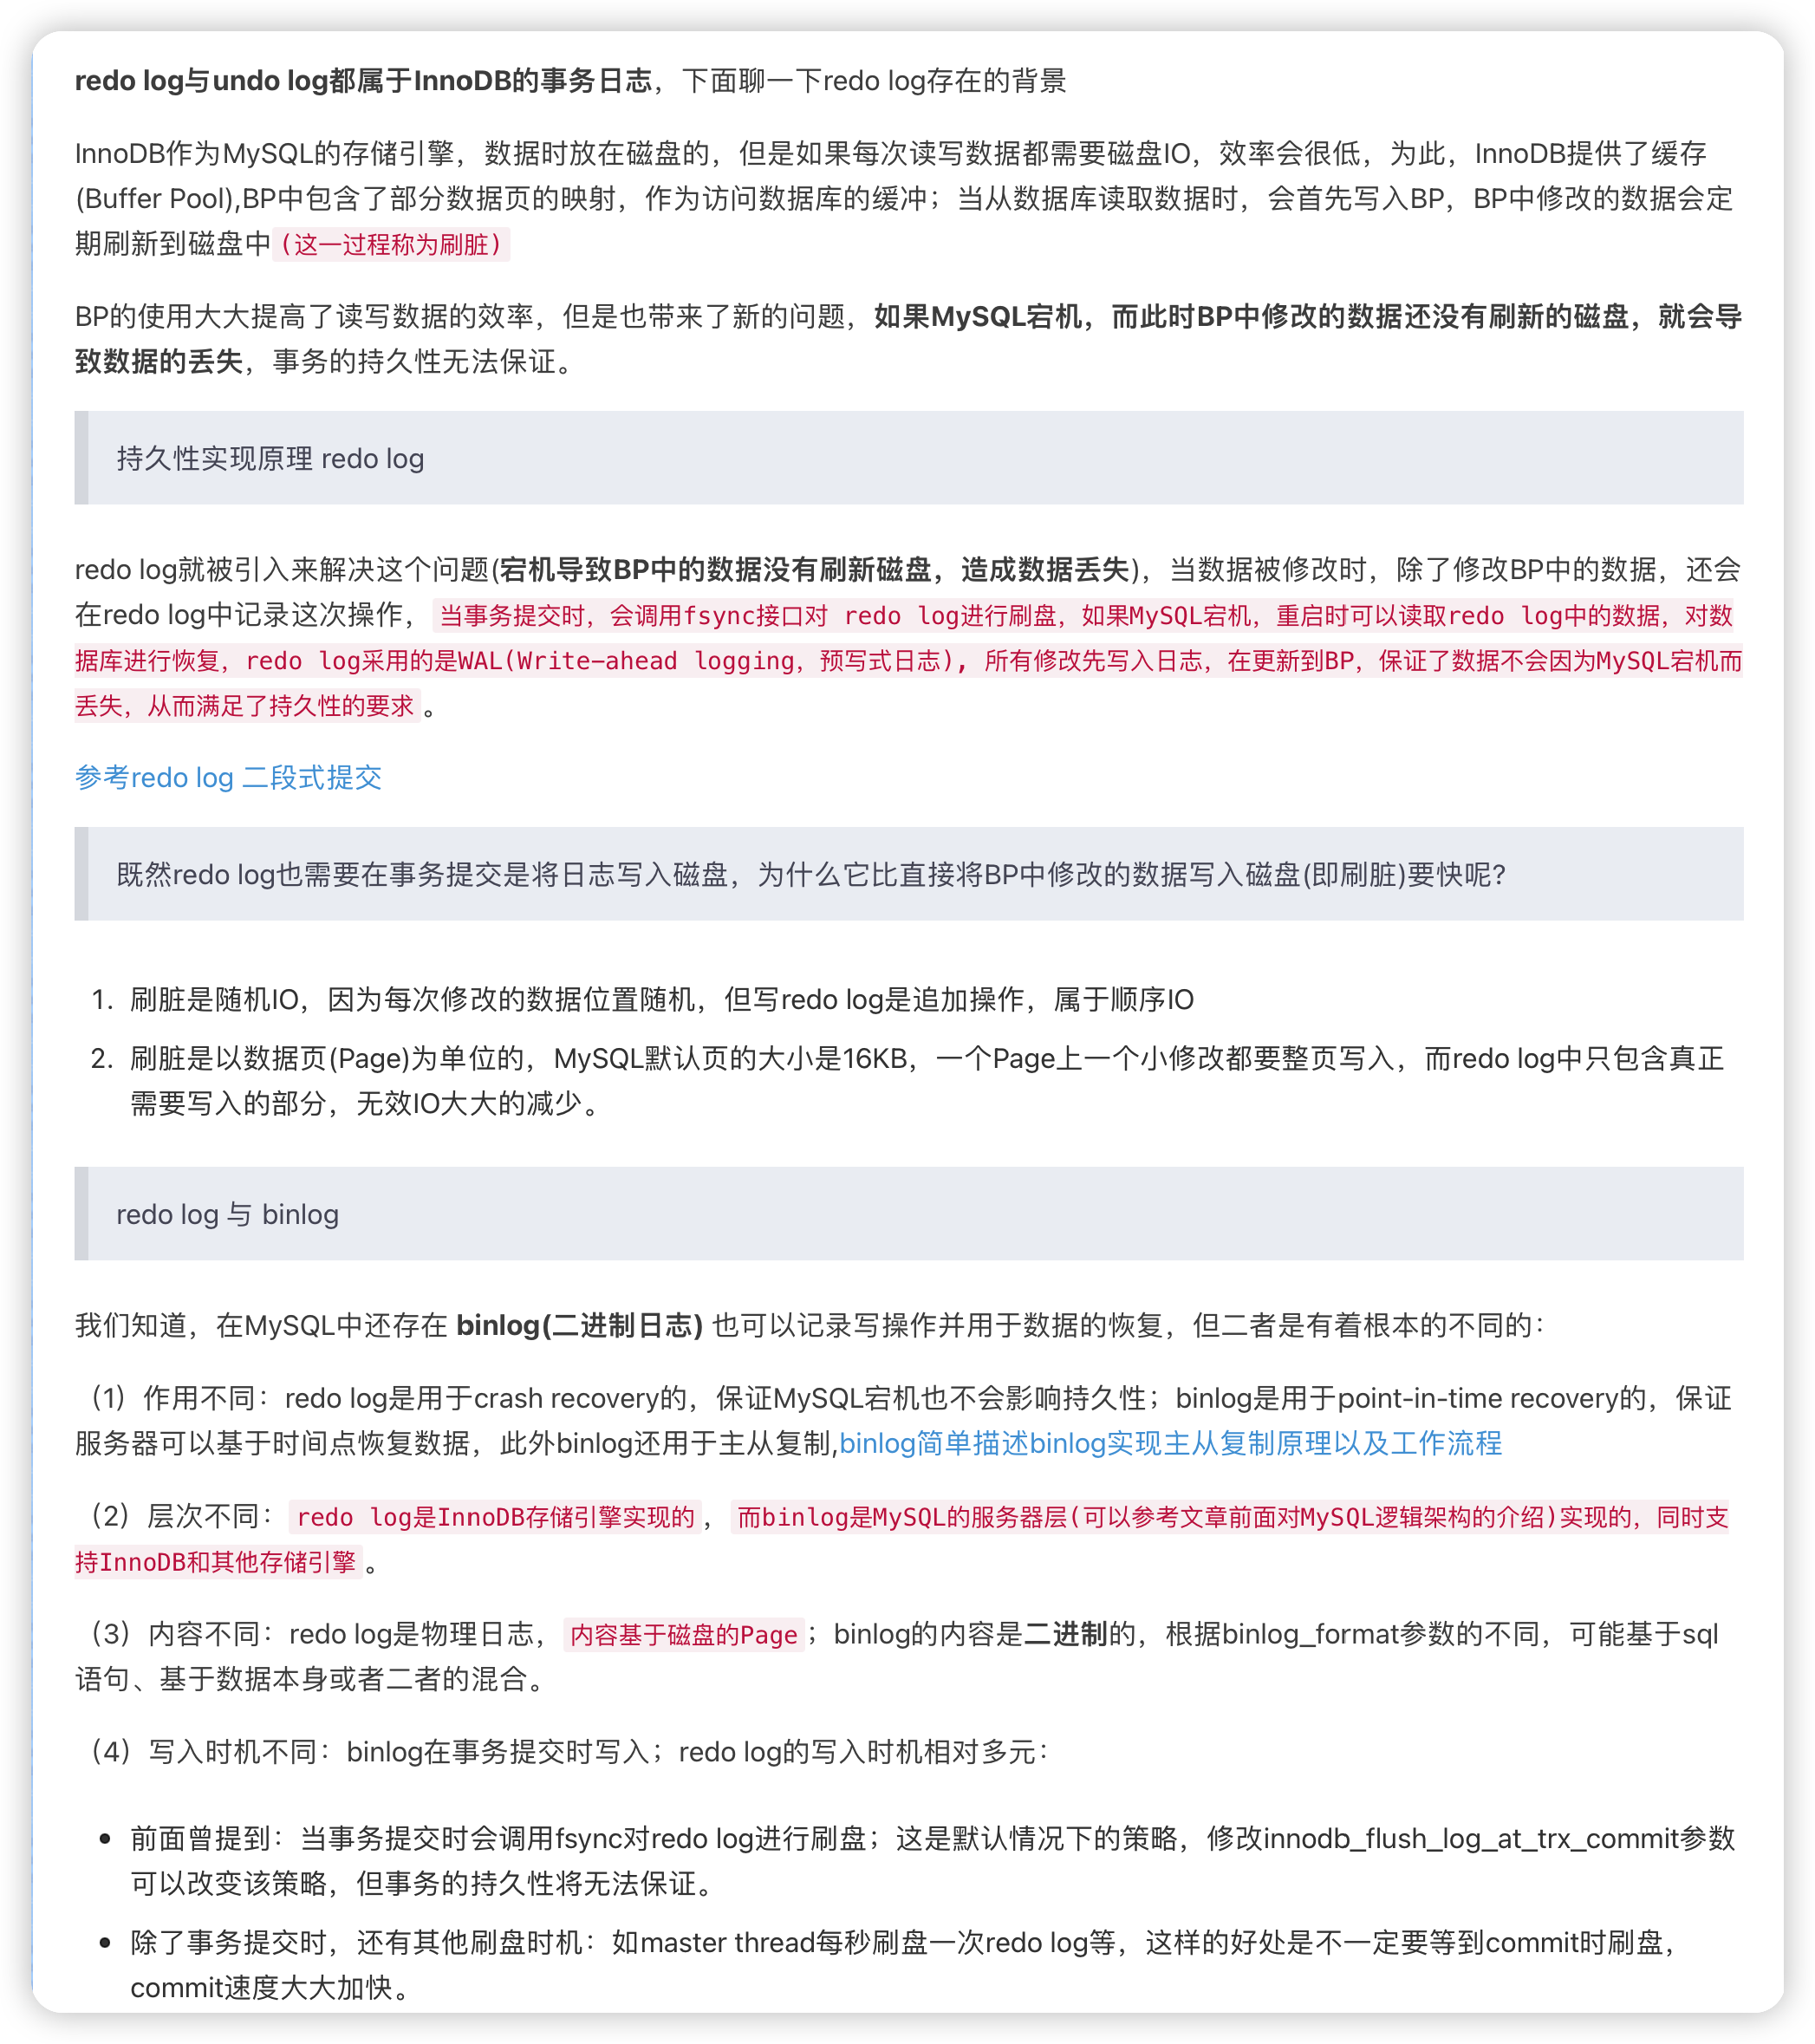 redo log与undo log都属于InnoDB的事务日志，下面聊一下redo log存在的背景
InnoDB作为MySQL的存储引擎，数据时放在磁盘的，但是如果每次读写数据都需要磁盘IO，效率会很低，为此，InnoDB提供了缓存
(Buffer Pool),BP中包含了部分数据页的映射，作为访问数据库的缓冲；当从数据库读取数据时，会首先写入BP，BP中修改的数据会定
期刷新到磁盘中(这一过程称为刷脏)
BP的使用大大提高了读写数据的效率，但是也带来了新的问题，如果MySQL宕机，而此时BP中修改的数据还没有刷新的磁盘，就会导
致数据的丢失，事务的持久性无法保证。
持久性实现原理 redo log
redo log就被引入来解决这个问题(宕机导致BP中的数据没有刷新磁盘，造成数据丢失)，当数据被修改时，除了修改BP中的数据，还会
在redo log中记录这次操作，当事务提交时，会调用fsync接口对 redo log进行刷盘，如果MySQL宕机，重启时可以读取redo log中的数据，对数
据库进行恢复，redo log采用的是WAL(Write-ahead logging，预写式日志)，所有修改先写入日志，在更新到BP，保证了数据不会因为MySQL宕机而
丢失，从而满足了持久性的要求。
参考redo log 二段式提交
既然redo log也需要在事务提交是将日志写入磁盘，为什么它比直接将BP中修改的数据写入磁盘(即刷脏)要快呢?
1. 刷脏是随机IO，因为每次修改的数据位置随机，但写redo log是追加操作，属于顺序IO
2. 刷脏是以数据页(Page)为单位的，MySQL默认页的大小是16KB，一个Page上一个小修改都要整页写入，而redo log中只包含真正
需要写入的部分，无效IO大大的减少。
redo log 与 binlog
我们知道，在MySQL中还存在 binlog(二进制日志) 也可以记录写操作并用于数据的恢复，但二者是有着根本的不同的：
（1）作用不同：redo log是用于crash recovery的，保证MySQL宕机也不会影响持久性；binlog是用于point-in-time recovery的，保证
服务器可以基于时间点恢复数据，此外binlog还用于主从复制,binlog简单描述binlog实现主从复制原理以及工作流程
（2）层次不同：redo log是InnoDB存储引擎实现的，而binlog是MySQL的服务器层(可以参考文章前面对MySQL逻辑架构的介绍)实现的，同时支
持InnoDB和其他存储引擎。
（3）内容不同：redo log是物理日志，内容基于磁盘的Page；binlog的内容是二进制的，根据binlog_format参数的不同，可能基于sql
语句、基于数据本身或者二者的混合。
（4）写入时机不同：binlog在事务提交时写入；redo log的写入时机相对多元：
• 前面曾提到：当事务提交时会调用fsync对redo log进行刷盘；这是默认情况下的策略，修改innodb_flush_log_at_trx_commit参数
可以改变该策略，但事务的持久性将无法保证。
• 除了事务提交时，还有其他刷盘时机：如master thread每秒刷盘一次redo log等，这样的好处是不一定要等到commit时刷盘，
commit速度大大加快。